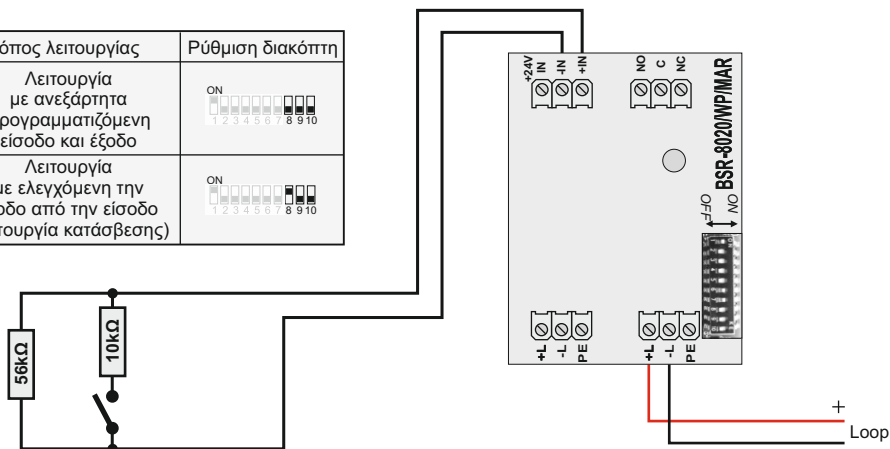 όπος λειτουργίας
Ρύθμιση διακόπτη
Λειτουργία
με ανεξάρτητα
ρογραμματιζόμενη
είσοδο και έξοδο
ON
1 2 3 4 5 6 7 8 9 10
Λειτουργία
με ελεγχόμενη την
οδο από την είσοδο
τουργία κατάσβεσης)
ON
1 2 3 4 5 6 7 8 9 10
+24V
IN
-IN
+IN
NO
C
NC
BSR-8020/WP/MAR
OFF
ON
+L
-L
PE
+L
-L
PE
56kΩ
10kΩ
+
Loop